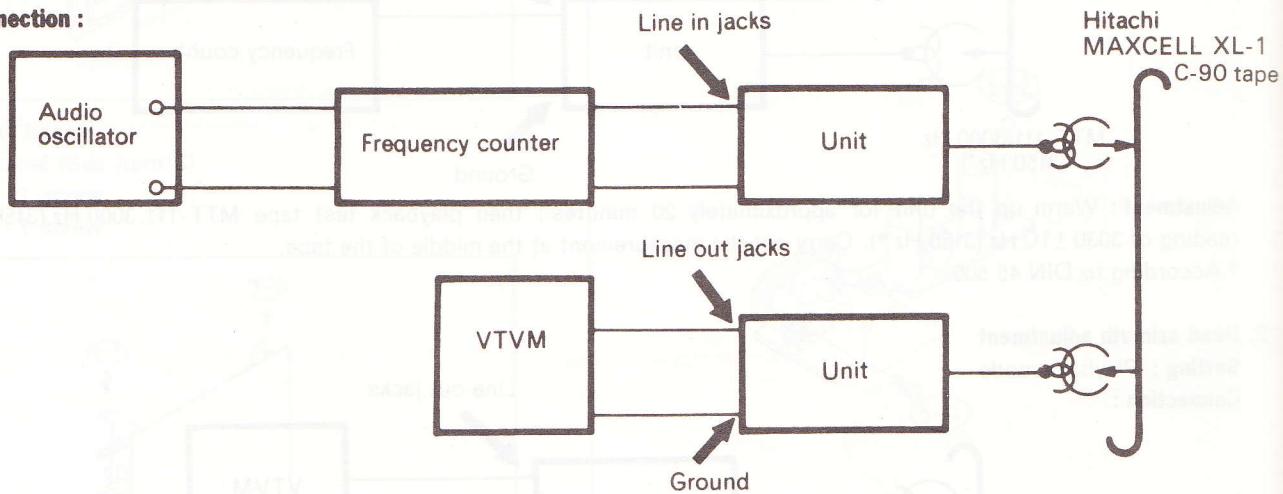 nection :
Line in jacks
Hitachi
MAXCELL XL-1
C-90 tape
Audio
oscillator
Frequency counter
Unit
Line out jacks
VTVM
Unit
Ground